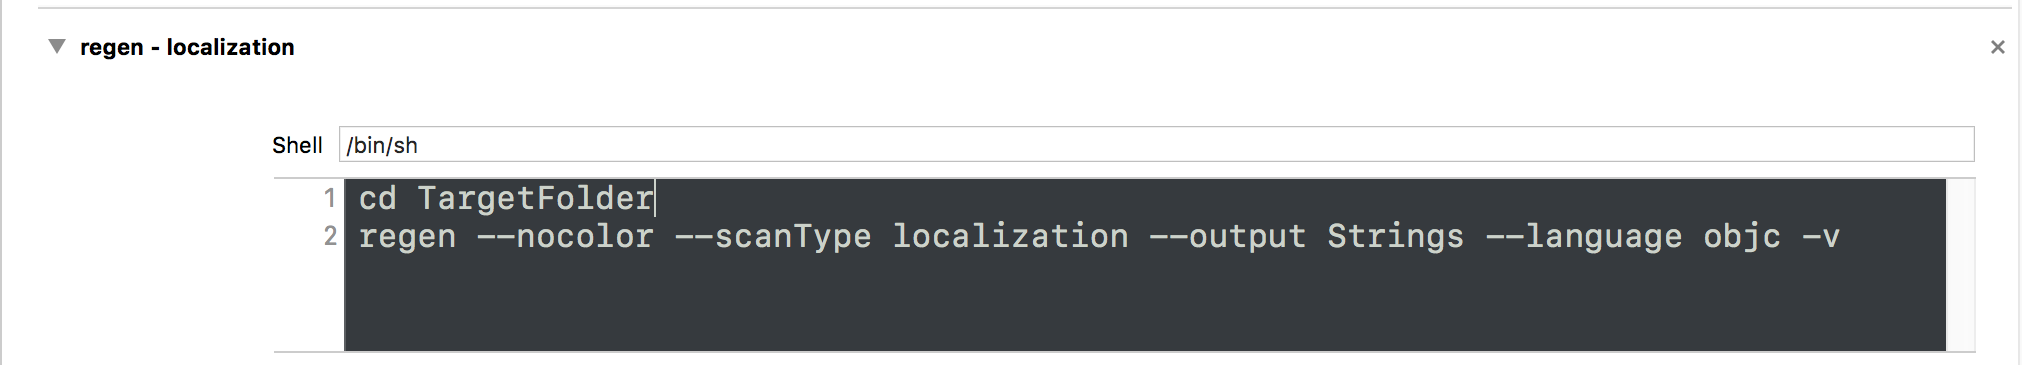 regen - localization
Shell /bin/sh
1 cd TargetFolder
2 regen --nocolor --scanType localization --output Strings --language objc -v